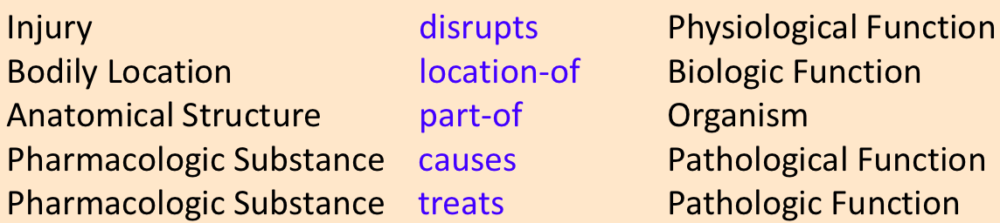 Injury disrupts Physiological Function
Bodily Location location-of Biologic Function
Anatomical Structure part-of Organism
Pharmacologic Substance causes Pathological Function
Pharmacologic Substance treats Pathologic Function